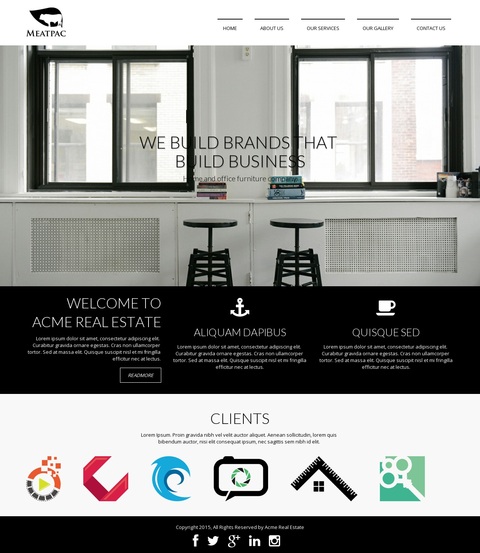 MEATPAC
HOME
ABOUT US
OUR SERVICES
OUR GALLERY
CONTACT US
WE BUILD BRANDS THAT
BUILD BUSINESS
Home and office furniture company
WELCOME TO
ACME REAL ESTATE
Lorem ipsum dolor sit amet, consectetur adipiscing elit.
Curabitur gravida ornare egestas. Cras non ullamcorper
tortor. Sed at massa elit. Quisque suscipit nisl et mi fringilla
efficitur nec at lectus.
READMORE
ALIQUAM DAPIBUS
Lorem ipsum dolor sit amet, consectetur adipiscing elit.
Curabitur gravida ornare egestas. Cras non ullamcorper
tortor. Sed at massa elit. Quisque suscipit nisl et mi fringilla
efficitur nec at lectus.
QUISQUE SED
Lorem ipsum dolor sit amet, consectetur adipiscing elit.
Curabitur gravida ornare egestas. Cras non ullamcorper
tortor. Sed at massa elit. Quisque suscipit nisl et mi fringilla
efficitur nec at lectus.
CLIENTS
Lorem Ipsum. Proin gravida nibh vel velit auctor aliquet. Aenean sollicitudin, lorem quis
bibendum auctor, nisi elit consequat ipsum, nec sagittis sem nibh id elit.
Copyright 2015, All Rights Reserved by Acme Real Estate